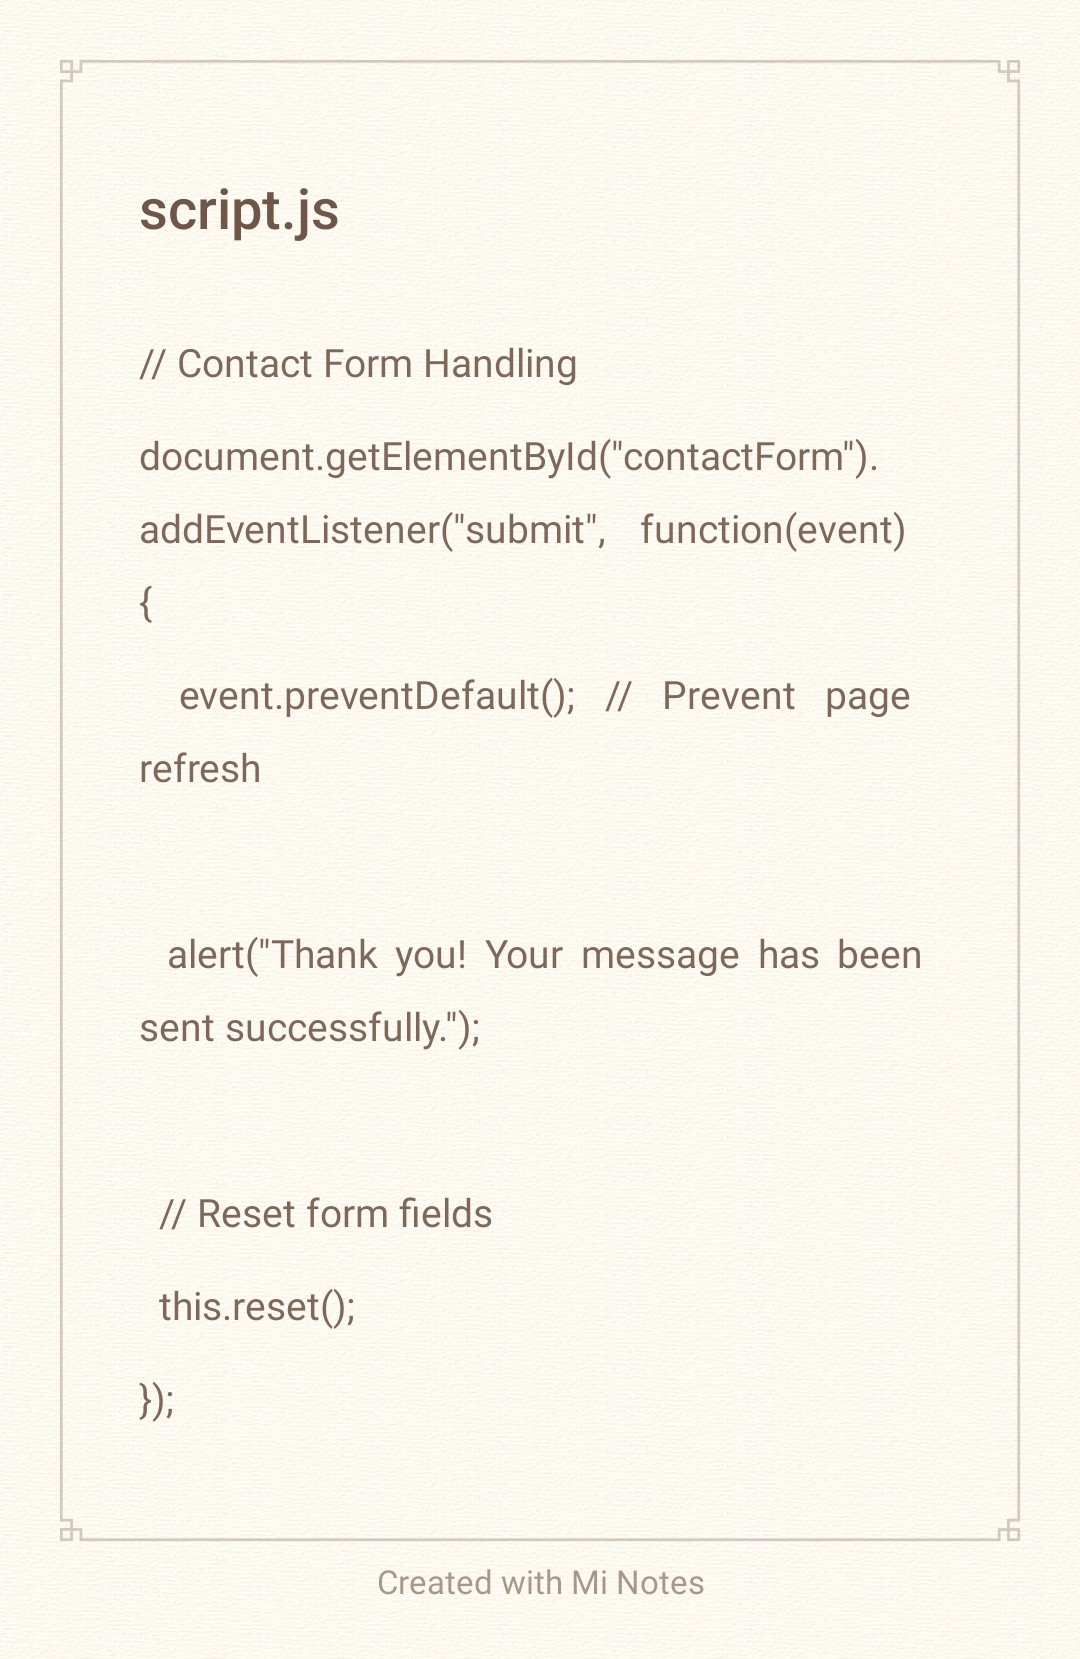 script.js
// Contact Form Handling
document.getElementById("contactForm").
addEventListener("submit", function(event)
{
event.preventDefault(); // Prevent page
refresh
alert("Thank you! Your message has been
sent successfully.");
// Reset form fields
this.reset();
});
Created with Mi Notes